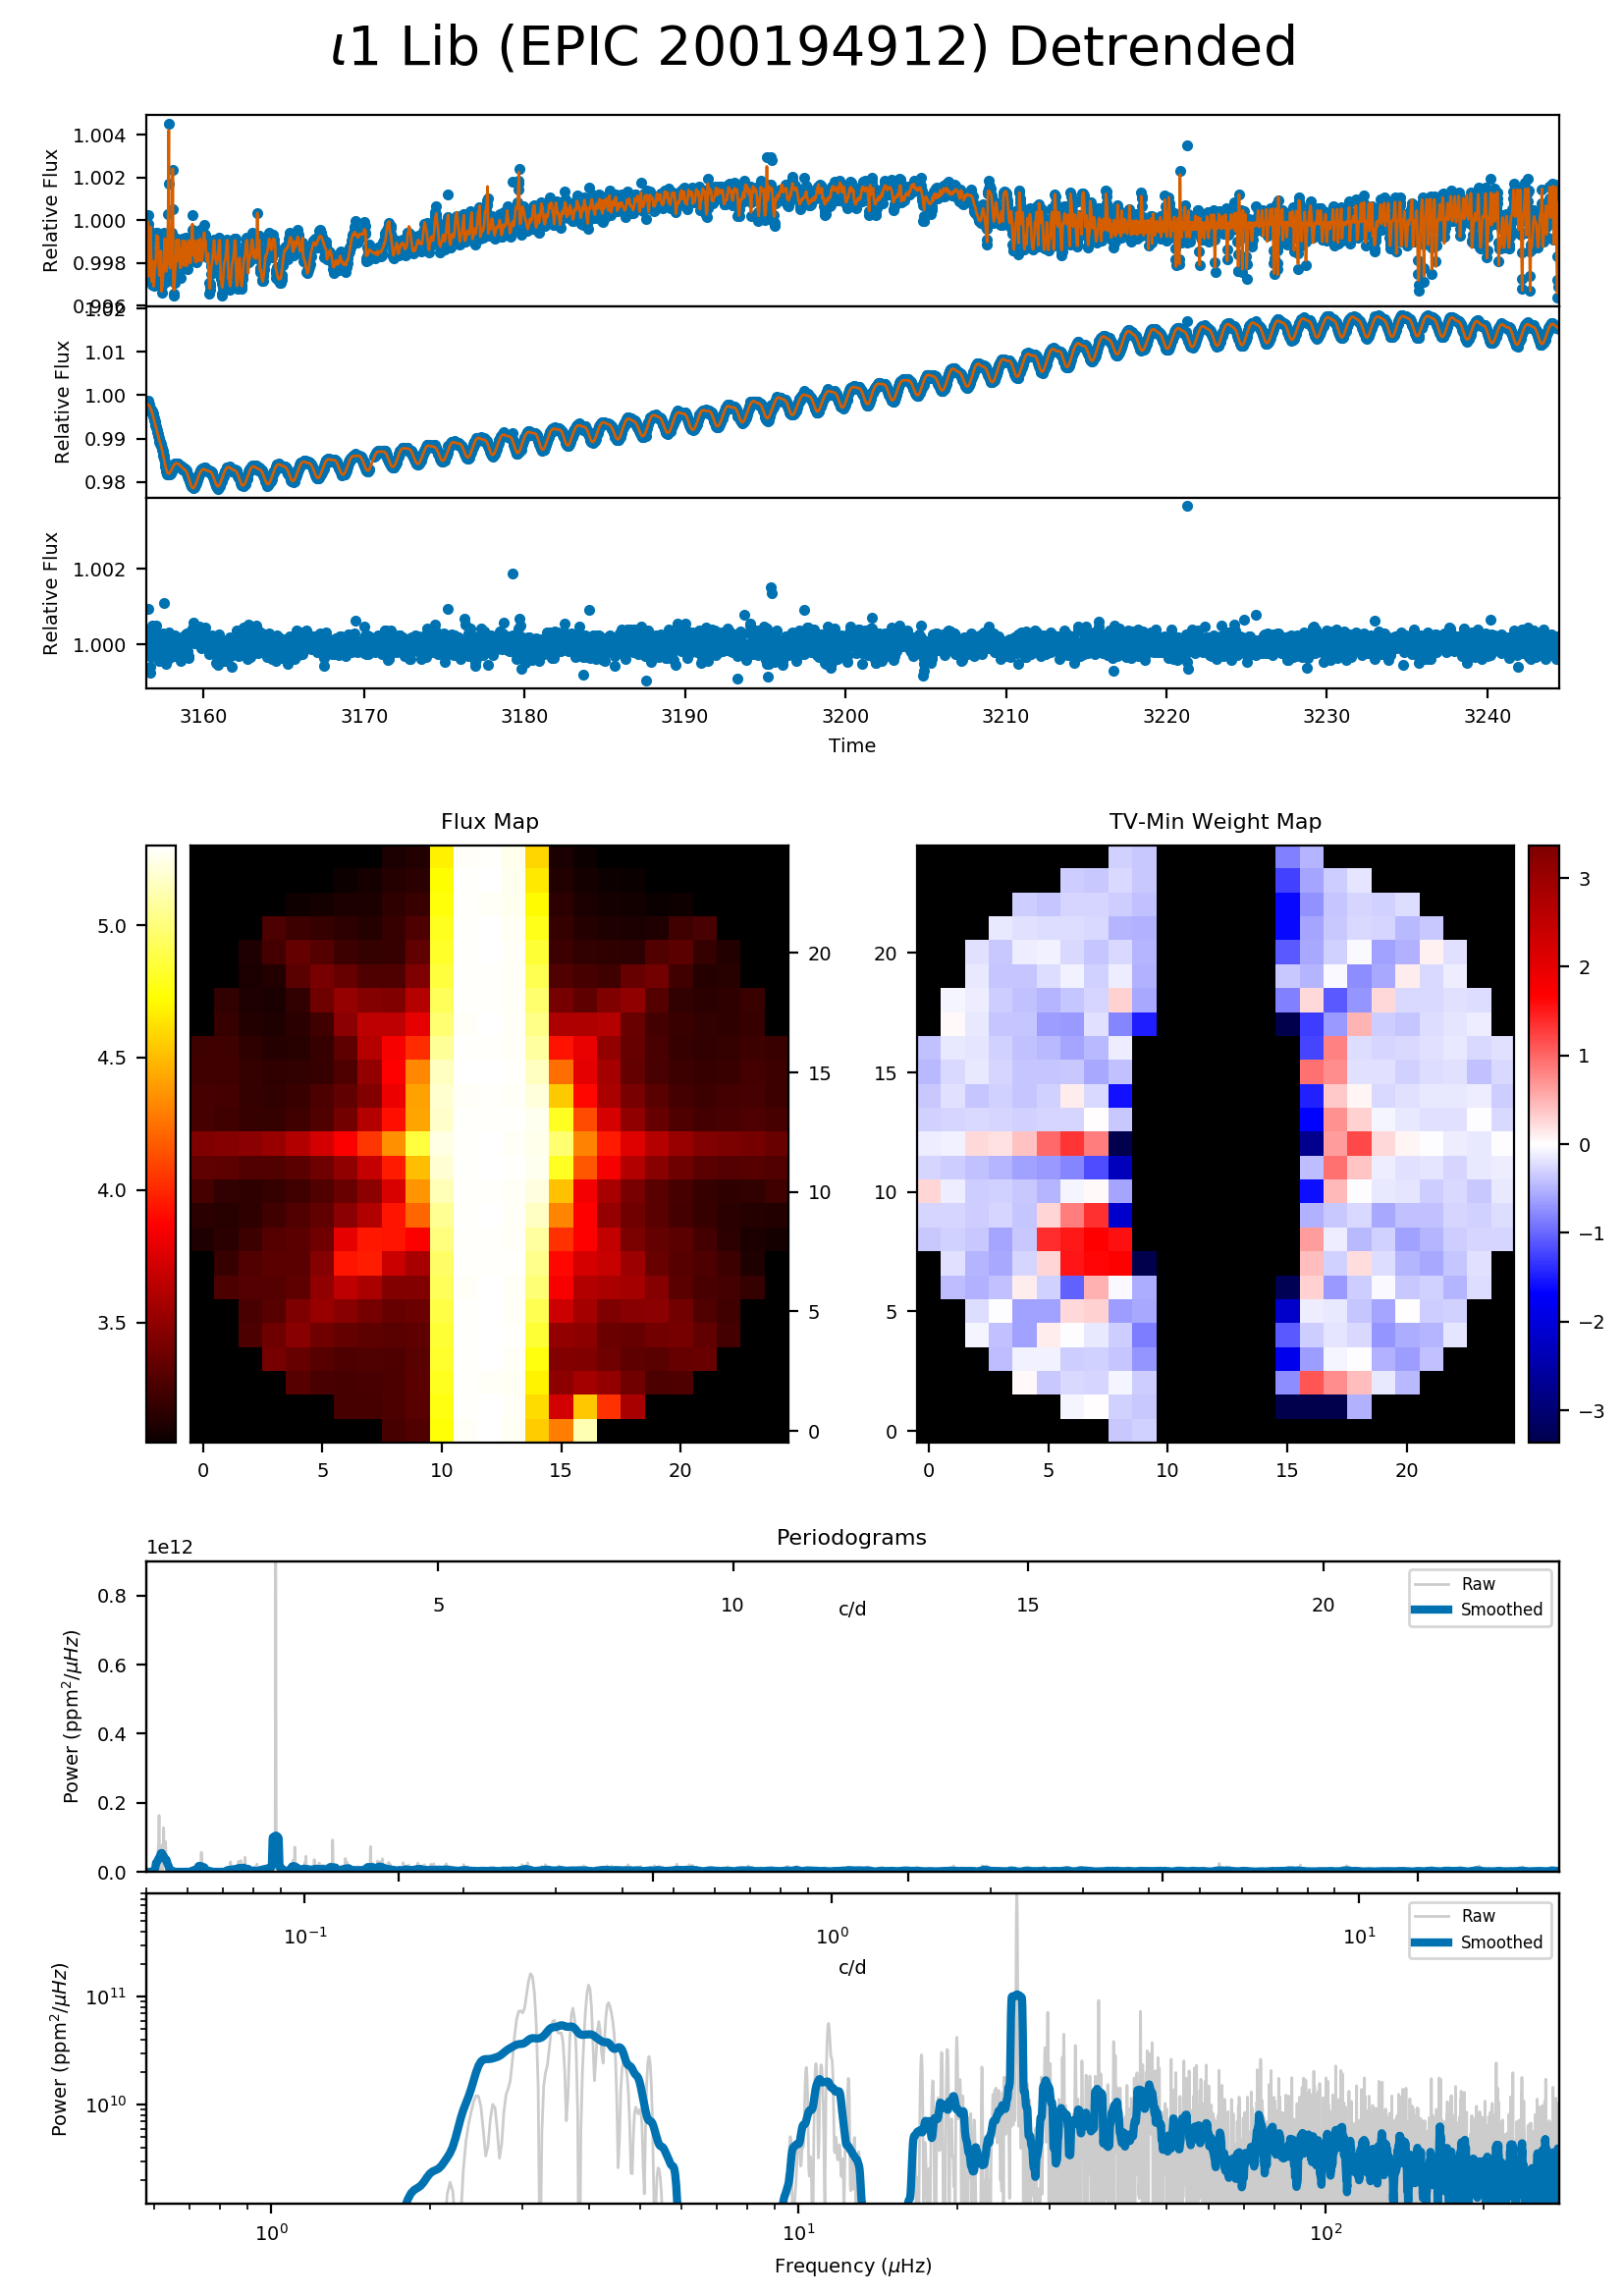 ι1 Lib (EPIC 200194912) Detrended
1.004
1.002
1.000
0.998
0.996
Relative Flux
1.02
1.01
1.00
0.99
0.98
Relative Flux
1.002
1.000
Relative Flux
3160 3170 3180 3190 3200 3210 3220 3230 3240
Time
Flux Map
TV-Min Weight Map
5.0
4.5
4.0
3.5
20
15
10
5
0
0 5 10 15 20
20
15
10
5
0
0 5 10 15 20
3
2
1
0
−1
−2
−3
Periodograms
1e12
0.8
0.6
0.4
0.2
0.0
Power (ppm²/μHz)
5 10 15 20
c/d
Raw
Smoothed
10⁻¹ 10⁰ 10¹
c/d
Raw
Smoothed
10¹¹
10¹⁰
Power (ppm²/μHz)
10⁰ 10¹ 10²
Frequency (μHz)